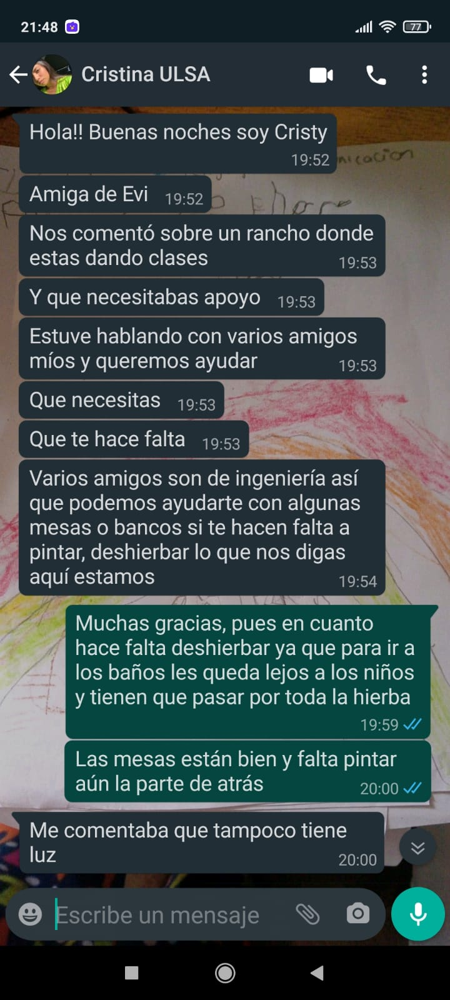 21:48
77
Cristina ULSA
Hola!! Buenas noches soy Cristy
19:52
nicacion
Amiga de Evi 19:52
Nos comentó sobre un rancho donde
estas dando clases
19:53
Y que necesitabas apoyo 19:53
Estuve hablando con varios amigos
míos y queremos ayudar
19:53
Que necesitas 19:53
Que te hace falta 19:53
Varios amigos son de ingeniería así
que podemos ayudarte con algunas
mesas o bancos si te hacen falta a
pintar, deshierbar lo que nos digas
aquí estamos
19:54
Muchas gracias, pues en cuanto
hace falta deshierbar ya que para ir a
los baños les queda lejos a los niños
y tienen que pasar por toda la hierba
19:59
Las mesas están bien y falta pintar
aún la parte de atrás
20:00
Me comentaba que tampoco tiene
luz
20:00
Escribe un mensaje